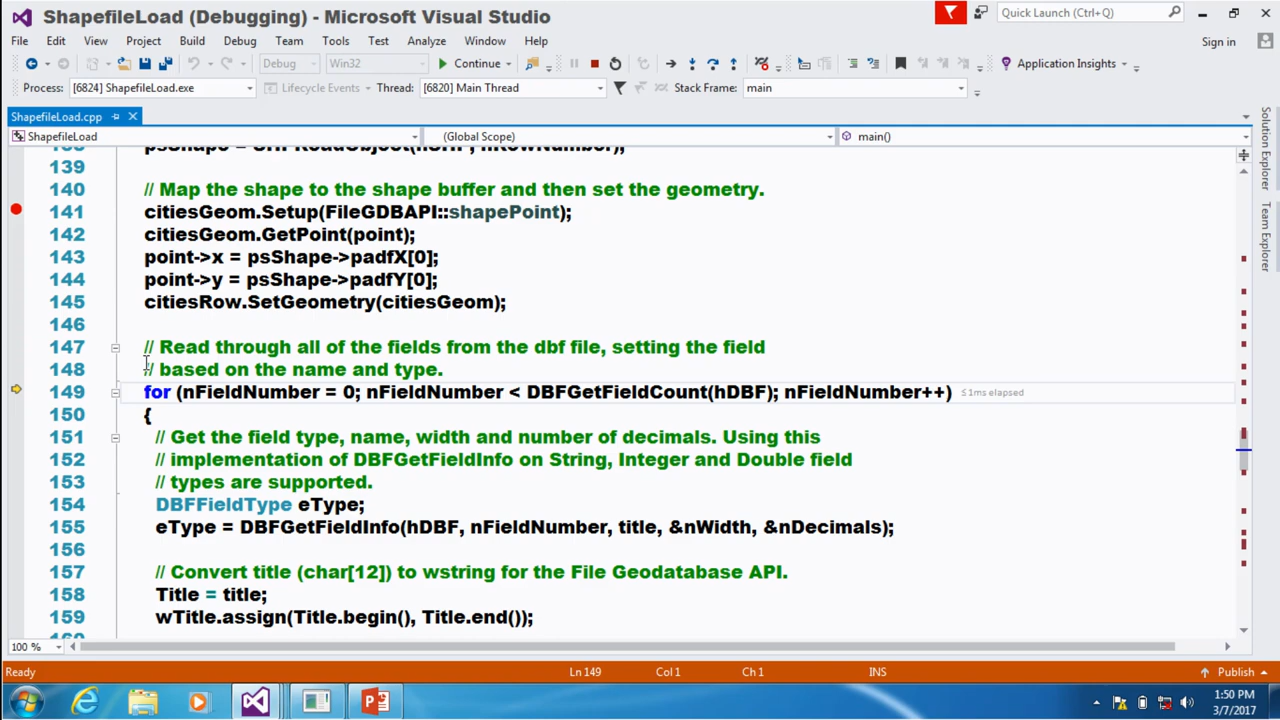 ShapefileLoad (Debugging) - Microsoft Visual Studio
Quick Launch (Ctrl+Q)
File Edit View Project Build Debug Team Tools Test Analyze Window Help
Sign in
Debug Win32 Continue Application Insights
Process: [6824] ShapefileLoad.exe Lifecycle Events Thread: [6820] Main Thread Stack Frame: main
ShapefileLoad.cpp
ShapefileLoad (Global Scope) main()
Solution Explorer
Team Explorer
139
140 // Map the shape to the shape buffer and then set the geometry.
141 citiesGeom.Setup(FileGDBAPI::shapePoint);
142 citiesGeom.GetPoint(point);
143 point->x = psShape->padfX[0];
144 point->y = psShape->padfY[0];
145 citiesRow.SetGeometry(citiesGeom);
146
147 // Read through all of the fields from the dbf file, setting the field
148 // based on the name and type.
149 for (nFieldNumber = 0; nFieldNumber < DBFGetFieldCount(hDBF); nFieldNumber++) ≤1ms elapsed
150 {
151 // Get the field type, name, width and number of decimals. Using this
152 // implementation of DBFGetFieldInfo on String, Integer and Double field
153 // types are supported.
154 DBFFieldType eType;
155 eType = DBFGetFieldInfo(hDBF, nFieldNumber, title, &nWidth, &nDecimals);
156
157 // Convert title (char[12]) to wstring for the File Geodatabase API.
158 Title = title;
159 wTitle.assign(Title.begin(), Title.end());
100 %
Ready Ln 149 Col 1 Ch 1 INS Publish
1:50 PM
3/7/2017